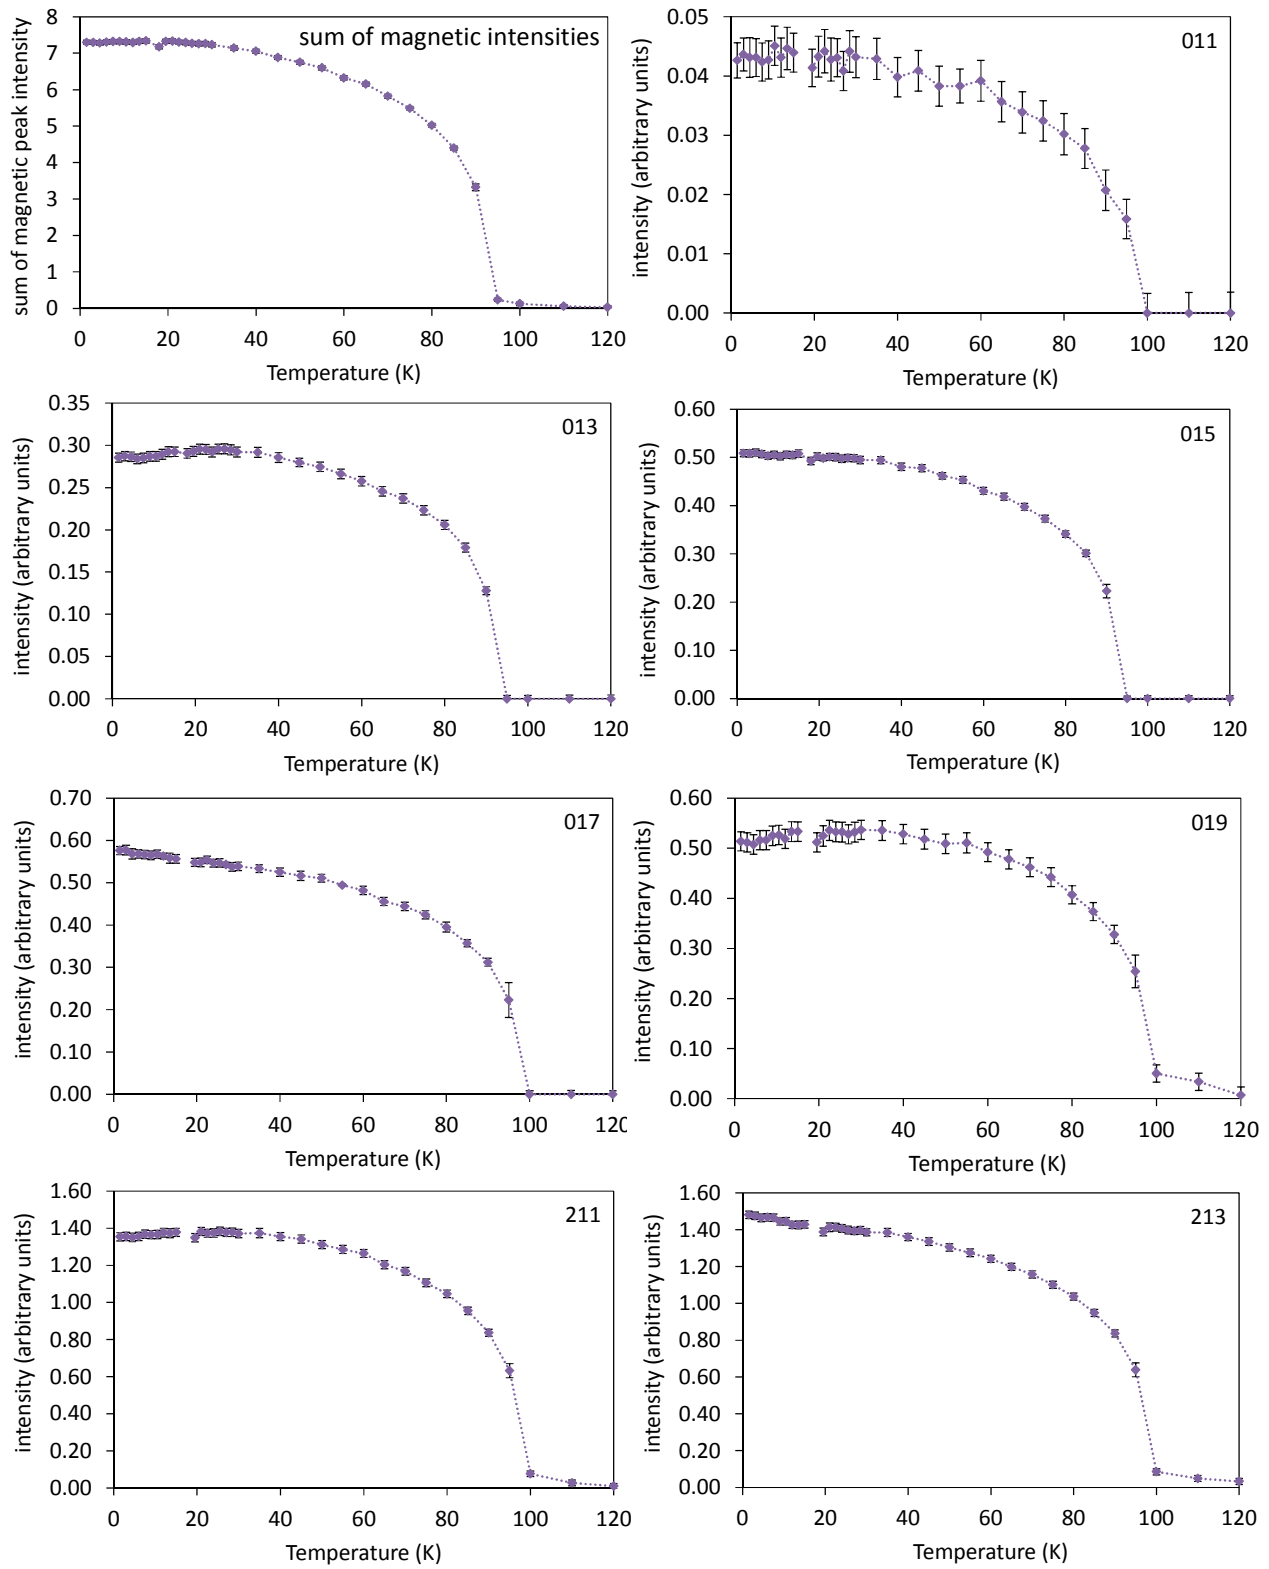 sum of magnetic intensities
sum of magnetic peak intensity
8
7
6
5
4
3
2
1
0
0 20 40 60 80 100 120
Temperature (K)
011
intensity (arbitrary units)
0.05
0.04
0.03
0.02
0.01
0.00
0 20 40 60 80 100 120
Temperature (K)
013
intensity (arbitrary units)
0.35
0.30
0.25
0.20
0.15
0.10
0.05
0.00
0 20 40 60 80 100 120
Temperature (K)
015
intensity (arbitrary units)
0.60
0.50
0.40
0.30
0.20
0.10
0.00
0 20 40 60 80 100 120
Temperature (K)
017
intensity (arbitrary units)
0.70
0.60
0.50
0.40
0.30
0.20
0.10
0.00
0 20 40 60 80 100 120
Temperature (K)
019
intensity (arbitrary units)
0.60
0.50
0.40
0.30
0.20
0.10
0.00
0 20 40 60 80 100 120
Temperature (K)
211
intensity (arbitrary units)
1.60
1.40
1.20
1.00
0.80
0.60
0.40
0.20
0.00
0 20 40 60 80 100 120
Temperature (K)
213
intensity (arbitrary units)
1.60
1.40
1.20
1.00
0.80
0.60
0.40
0.20
0.00
0 20 40 60 80 100 120
Temperature (K)